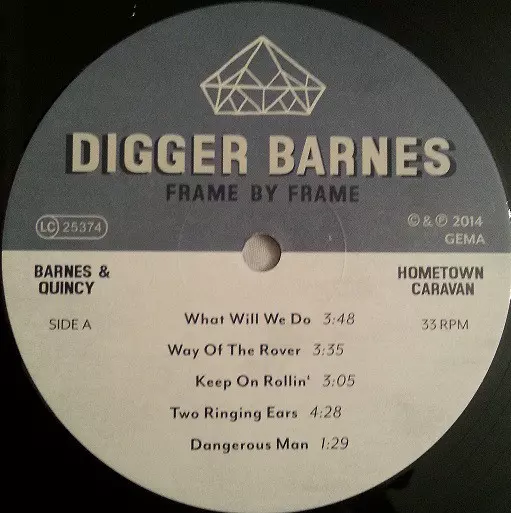 DIGGER BARNES
FRAME BY FRAME
LC 25374
© & ℗ 2014
GEMA
BARNES &
QUINCY
HOMETOWN
CARAVAN
SIDE A
33 RPM
What Will We Do 3:48
Way Of The Rover 3:35
Keep On Rollin' 3:05
Two Ringing Ears 4:28
Dangerous Man 1:29